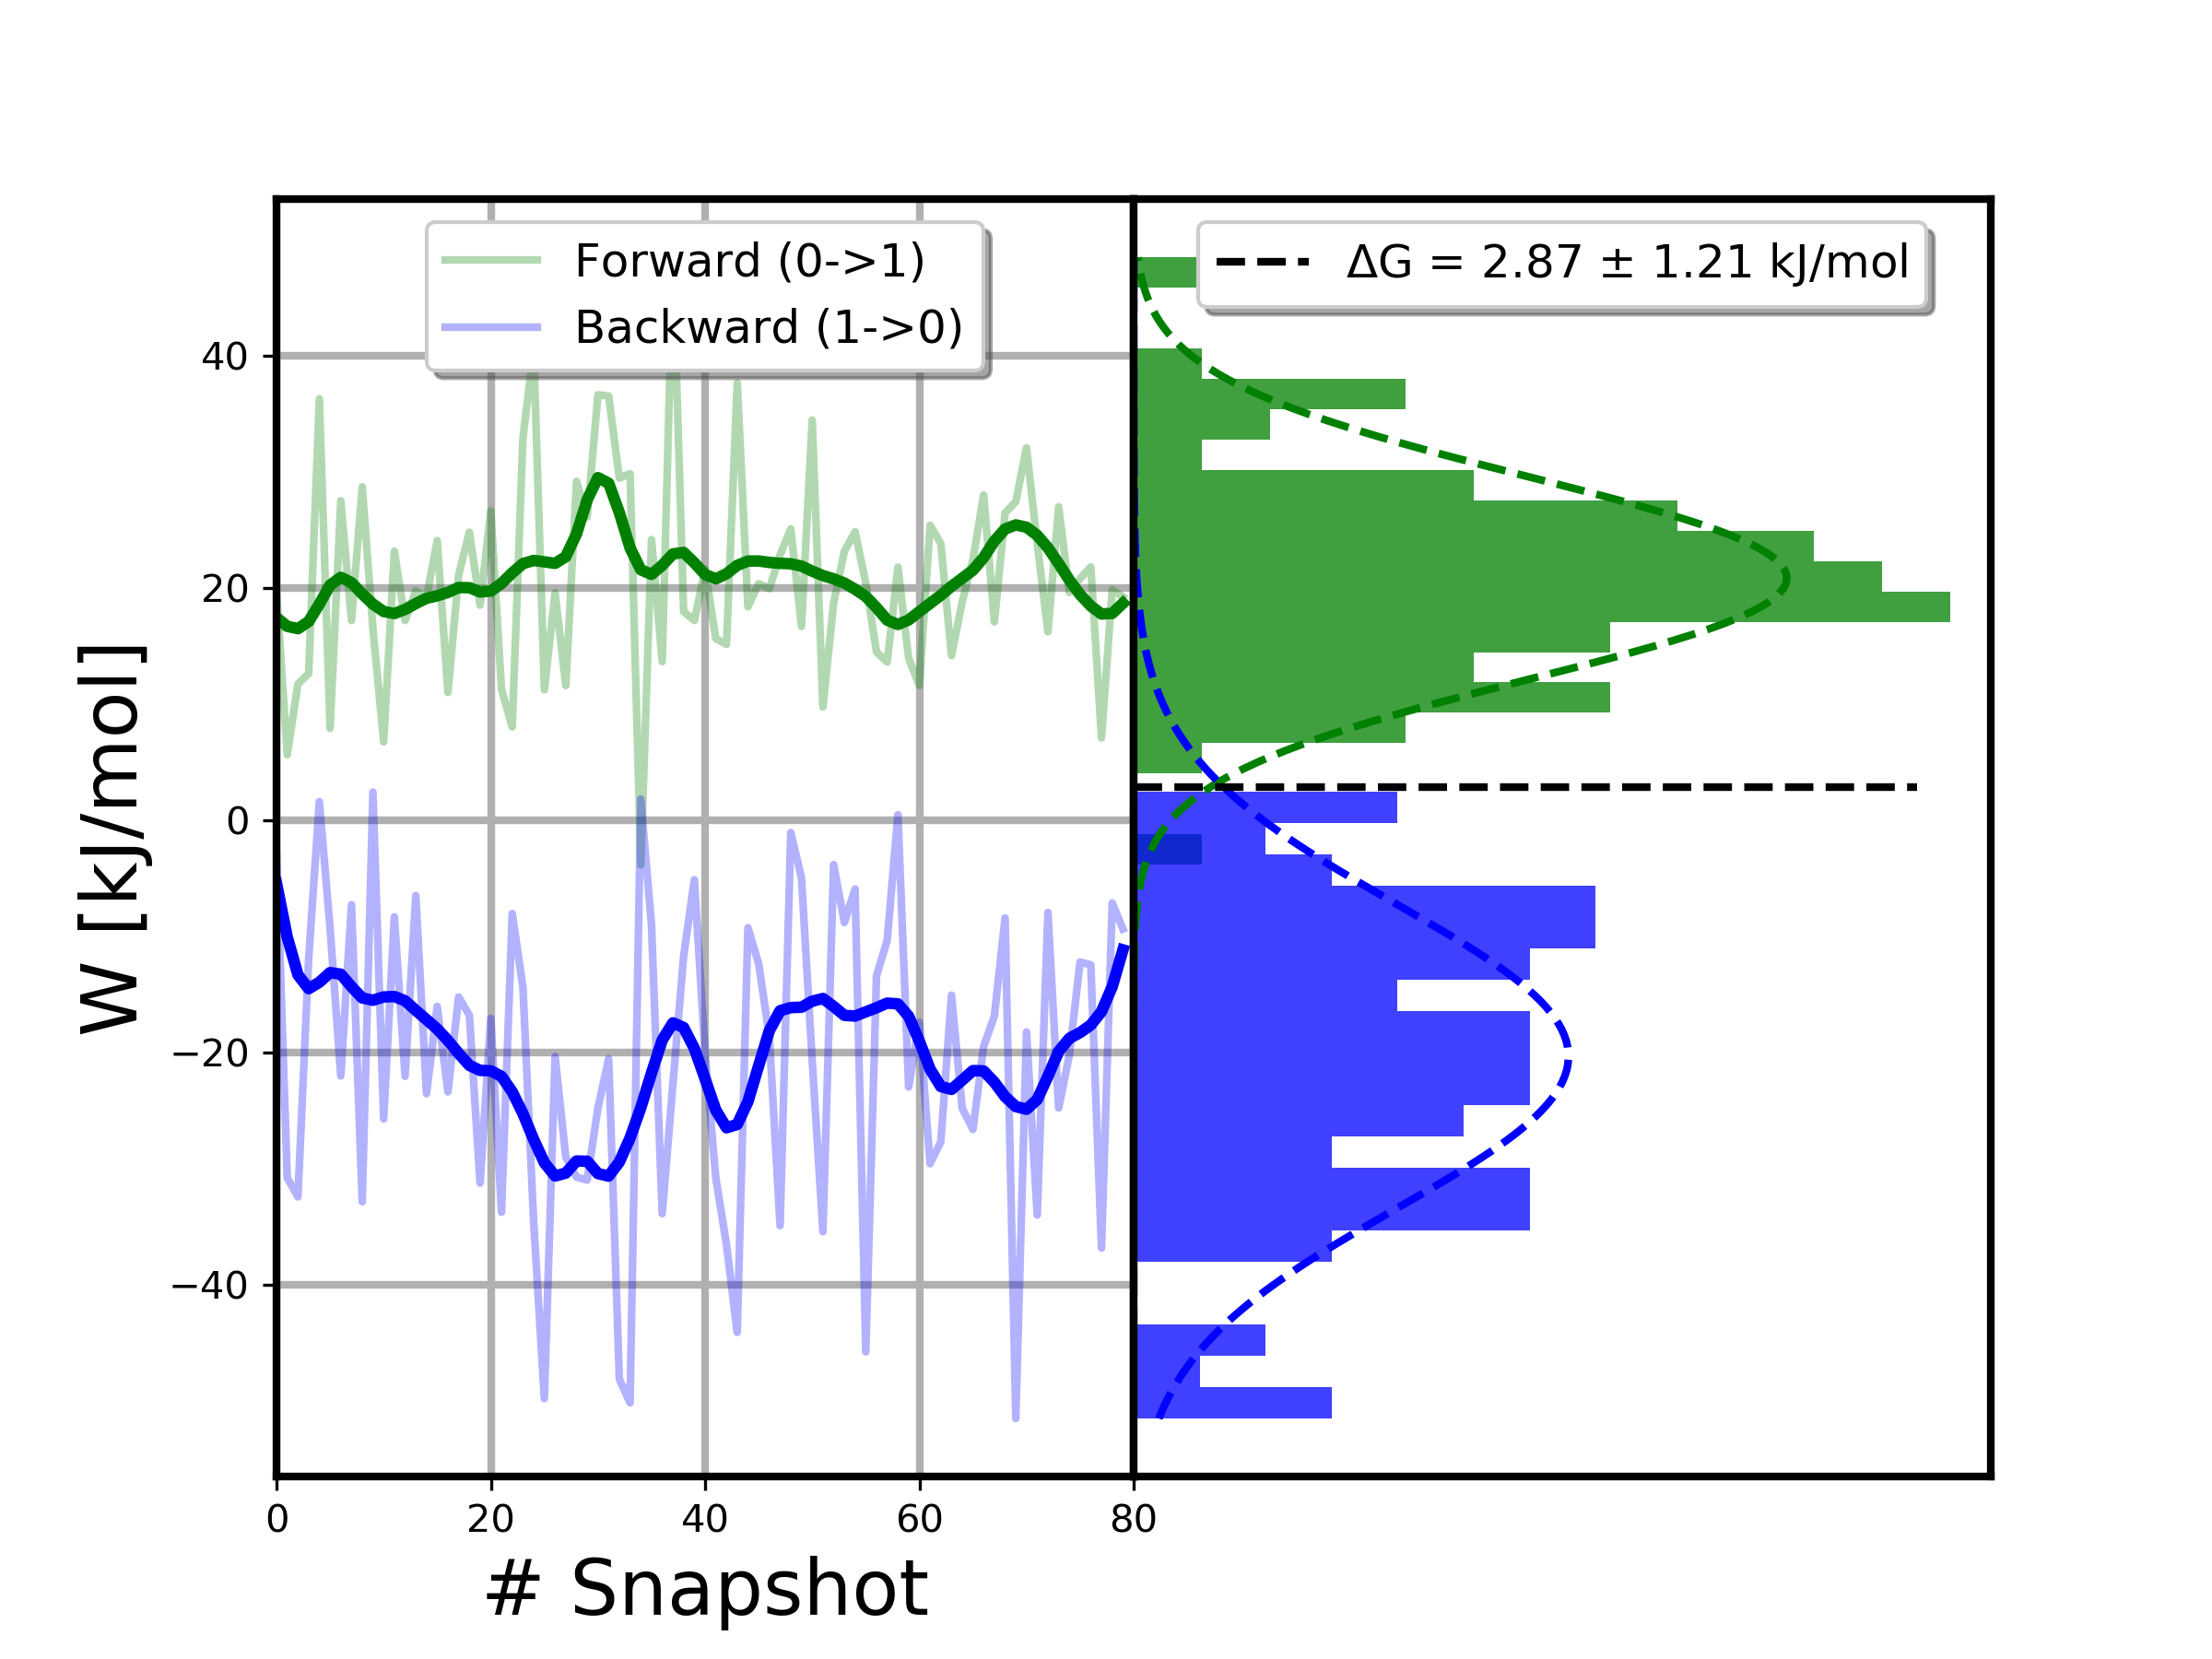 Forward (0->1)
Backward (1->0)
ΔG = 2.87 ± 1.21 kJ/mol
W [kJ/mol]
40
20
0
−20
−40
0 20 40 60 80
# Snapshot